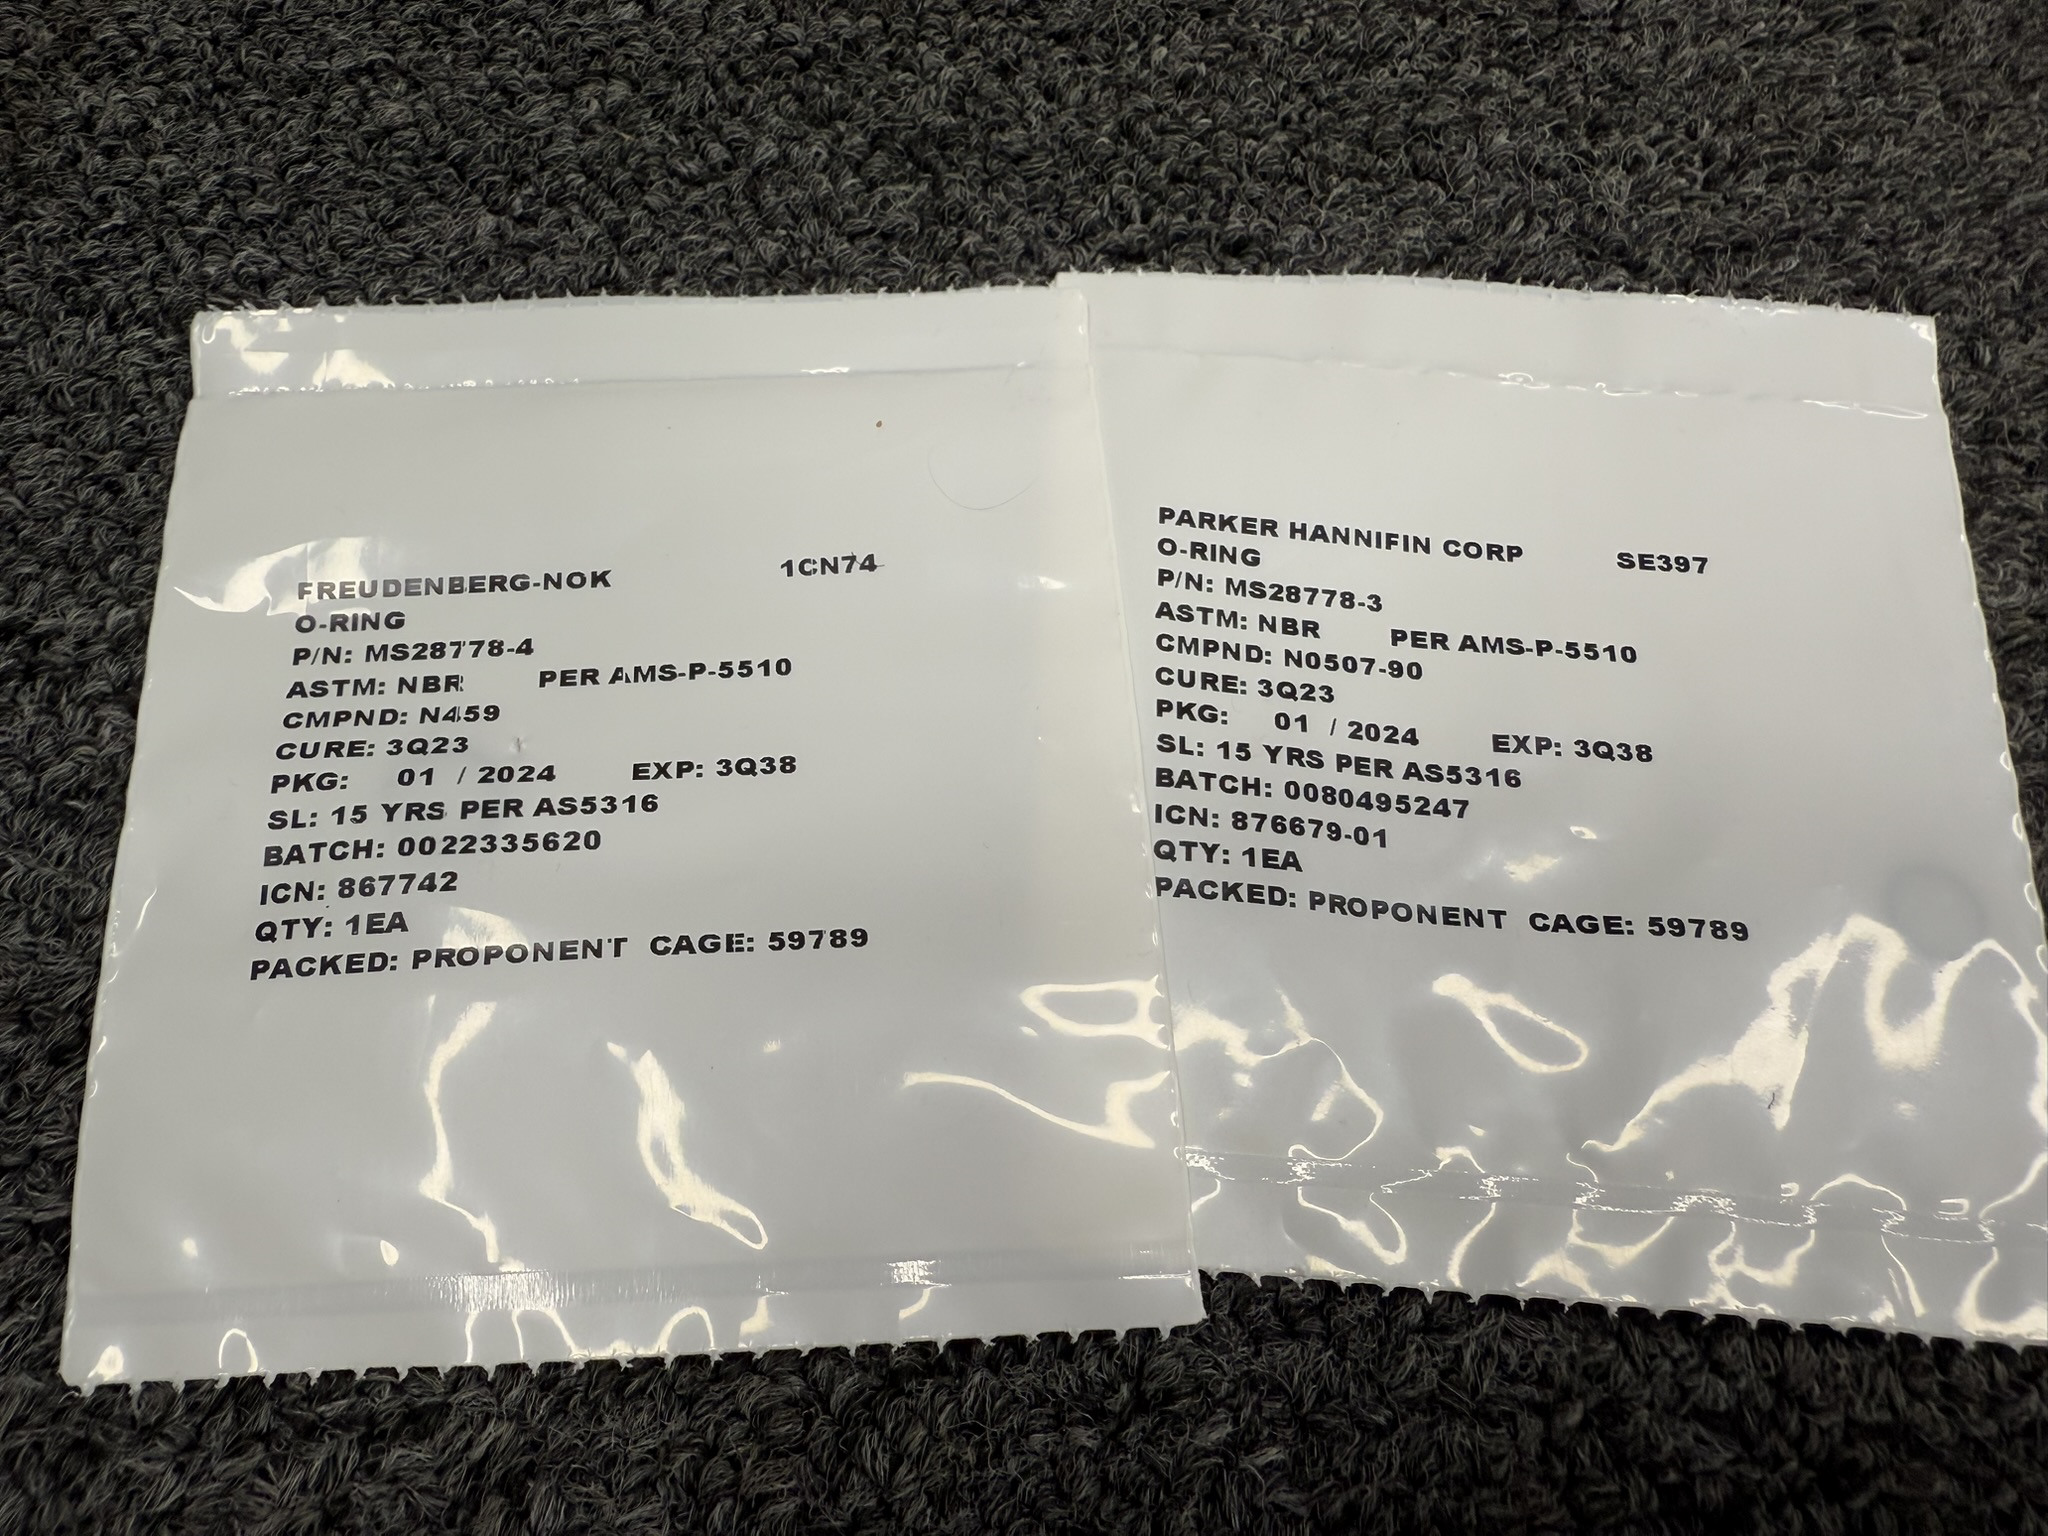 FREUDENBERG-NOK 1CN74
O-RING
P/N: MS28778-4
ASTM: NBR PER AMS-P-5510
CMPND: N459
CURE: 3Q23
PKG: 01 / 2024 EXP: 3Q38
SL: 15 YRS PER AS5316
BATCH: 0022335620
ICN: 867742
QTY: 1EA
PACKED: PROPONENT CAGE: 59789
PARKER HANNIFIN CORP SE397
O-RING
P/N: MS28778-3
ASTM: NBR PER AMS-P-5510
CMPND: N0507-90
CURE: 3Q23
PKG: 01 / 2024 EXP: 3Q38
SL: 15 YRS PER AS5316
BATCH: 0080495247
ICN: 876679-01
QTY: 1EA
PACKED: PROPONENT CAGE: 59789